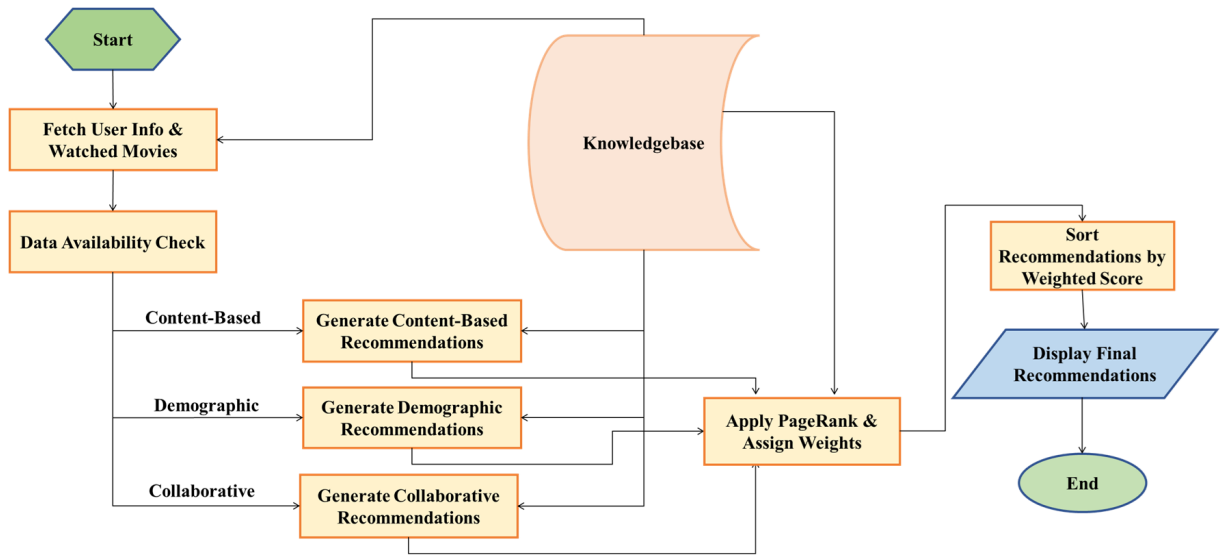 Start
Fetch User Info &
Watched Movies
Knowledgebase
Data Availability Check
Content-Based
Generate Content-Based
Recommendations
Demographic
Generate Demographic
Recommendations
Collaborative
Generate Collaborative
Recommendations
Apply PageRank &
Assign Weights
Sort
Recommendations by
Weighted Score
Display Final
Recommendations
End